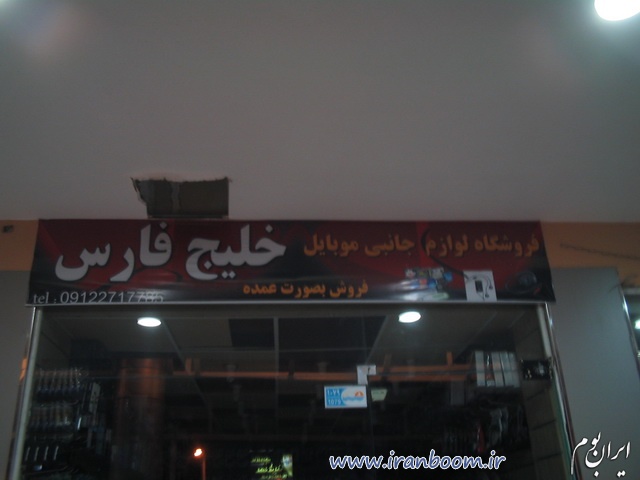 فروشگاه لوازم جانبی موبایل خلیج فارس
فروش بصورت عمده
tel . 09122717785
www.iranboom.ir
ایران بوم